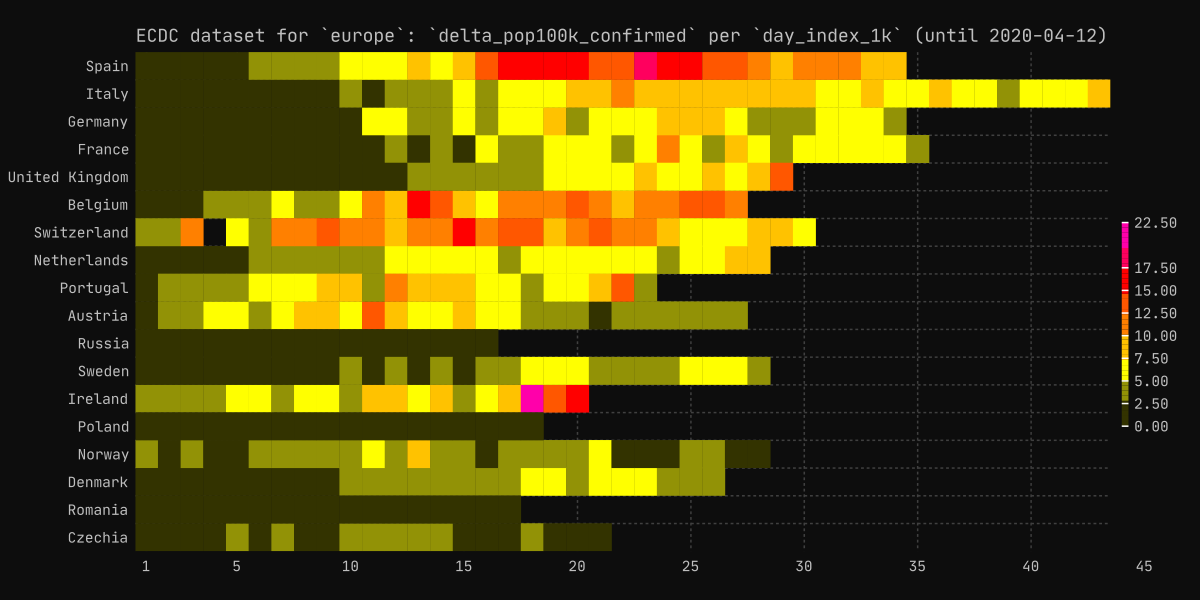 ECDC dataset for `europe`: `delta_pop100k_confirmed` per `day_index_1k` (until 2020-04-12)
Spain
Italy
Germany
France
United Kingdom
Belgium
Switzerland
Netherlands
Portugal
Austria
Russia
Sweden
Ireland
Poland
Norway
Denmark
Romania
Czechia
22.50
17.50
15.00
12.50
10.00
7.50
5.00
2.50
0.00
1 5 10 15 20 25 30 35 40 45